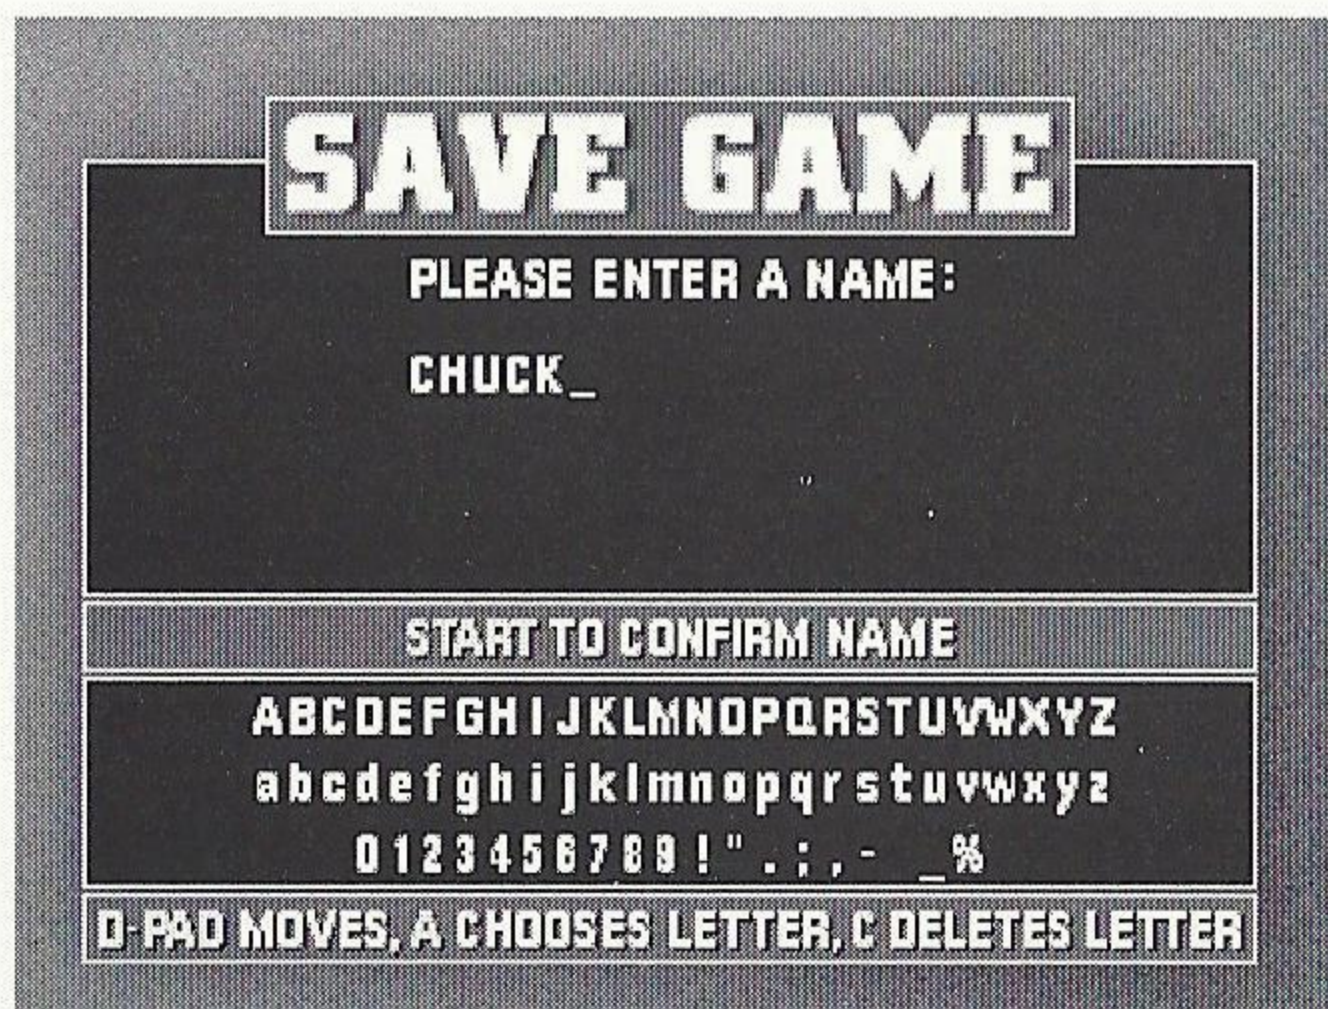 SAVE GAME
PLEASE ENTER A NAME:
CHUCK_
START TO CONFIRM NAME
ABCDEFGHIJKLMNOPQRSTUVWXYZ
abcdefghijklmnopqrstuvwxyz
0123456789!".;,- _%
D-PAD MOVES, A CHOOSES LETTER, C DELETES LETTER